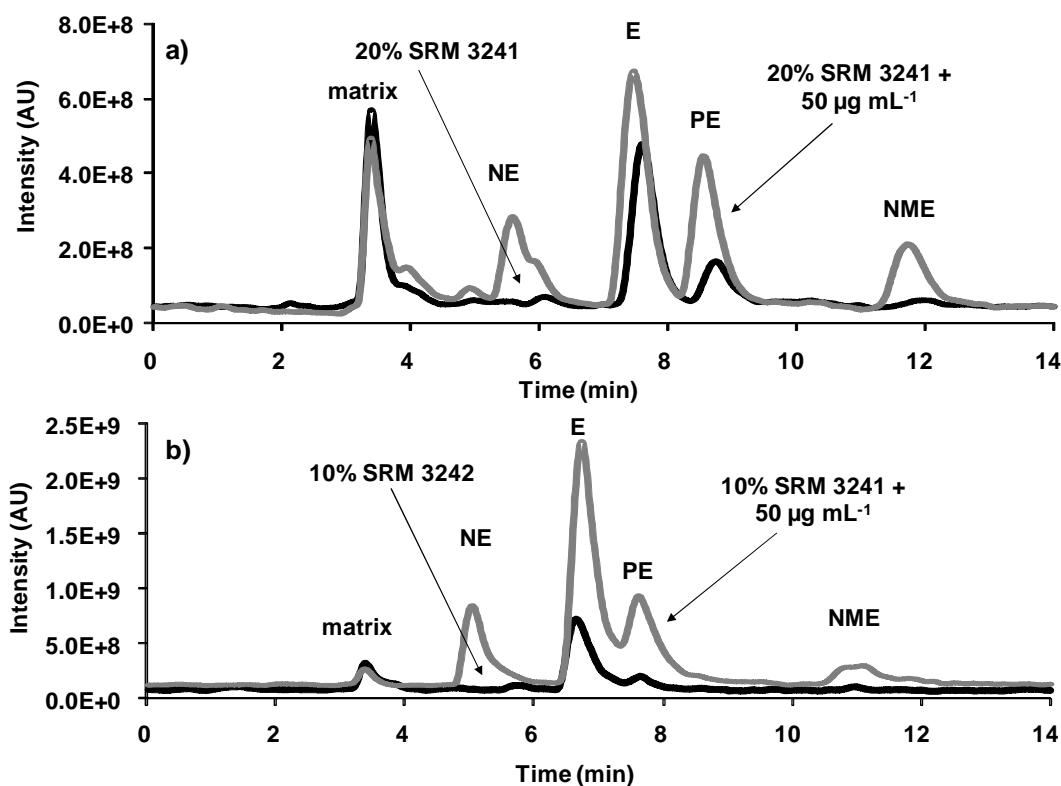 a)
E
20% SRM 3241
20% SRM 3241 +
50 µg mL-1
matrix
PE
NE
NME
Intensity (AU)
8.0E+8
6.0E+8
4.0E+8
2.0E+8
0.0E+0
0 2 4 6 8 10 12 14
Time (min)
b)
E
10% SRM 3242
10% SRM 3241 +
50 µg mL-1
NE
PE
matrix
NME
Intensity (AU)
2.5E+9
2.0E+9
1.5E+9
1.0E+9
5.0E+8
0.0E+0
0 2 4 6 8 10 12 14
Time (min)